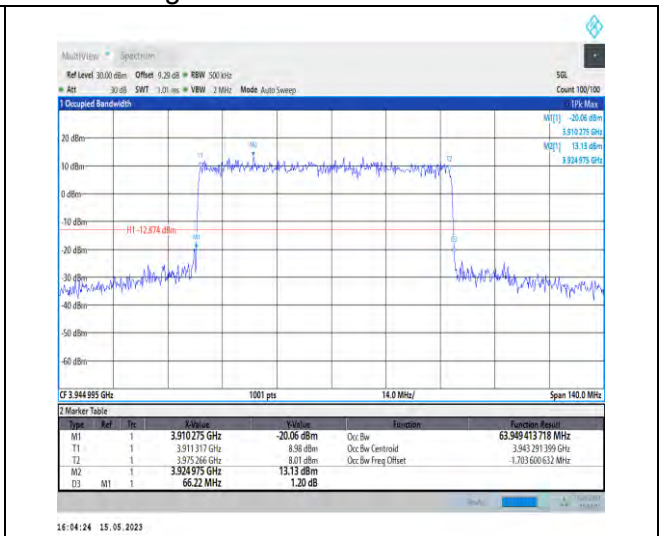 MultiView Spectrum
Ref Level 30.00 dBm Offset 9.29 dB RBW 500 kHz SGL
Att 30 dB SWT 1.01 ms VBW 2 MHz Mode Auto Sweep Count 100/100
1 Occupied Bandwidth 1Pk Max
M1[1] -20.06 dBm
3.910 275 GHz
M2[1] 13.13 dBm
3.924 975 GHz
20 dBm
M2
T1 T2
10 dBm
0 dBm
-10 dBm
H1 -12.874 dBm
M1 D3
-20 dBm
-30 dBm
-40 dBm
-50 dBm
-60 dBm
CF 3.944 995 GHz 1001 pts 14.0 MHz/ Span 140.0 MHz
2 Marker Table
Type Ref Trc X-Value Y-Value Function Function Result
M1 1 3.910 275 GHz -20.06 dBm Occ Bw 63.949 413 718 MHz
T1 1 3.911 317 GHz 8.98 dBm Occ Bw Centroid 3.943 291 399 GHz
T2 1 3.975 266 GHz 8.01 dBm Occ Bw Freq Offset -1.703 600 632 MHz
M2 1 3.924 975 GHz 13.13 dBm
D3 M1 1 66.22 MHz 1.20 dB
16:04:24 15.05.2023